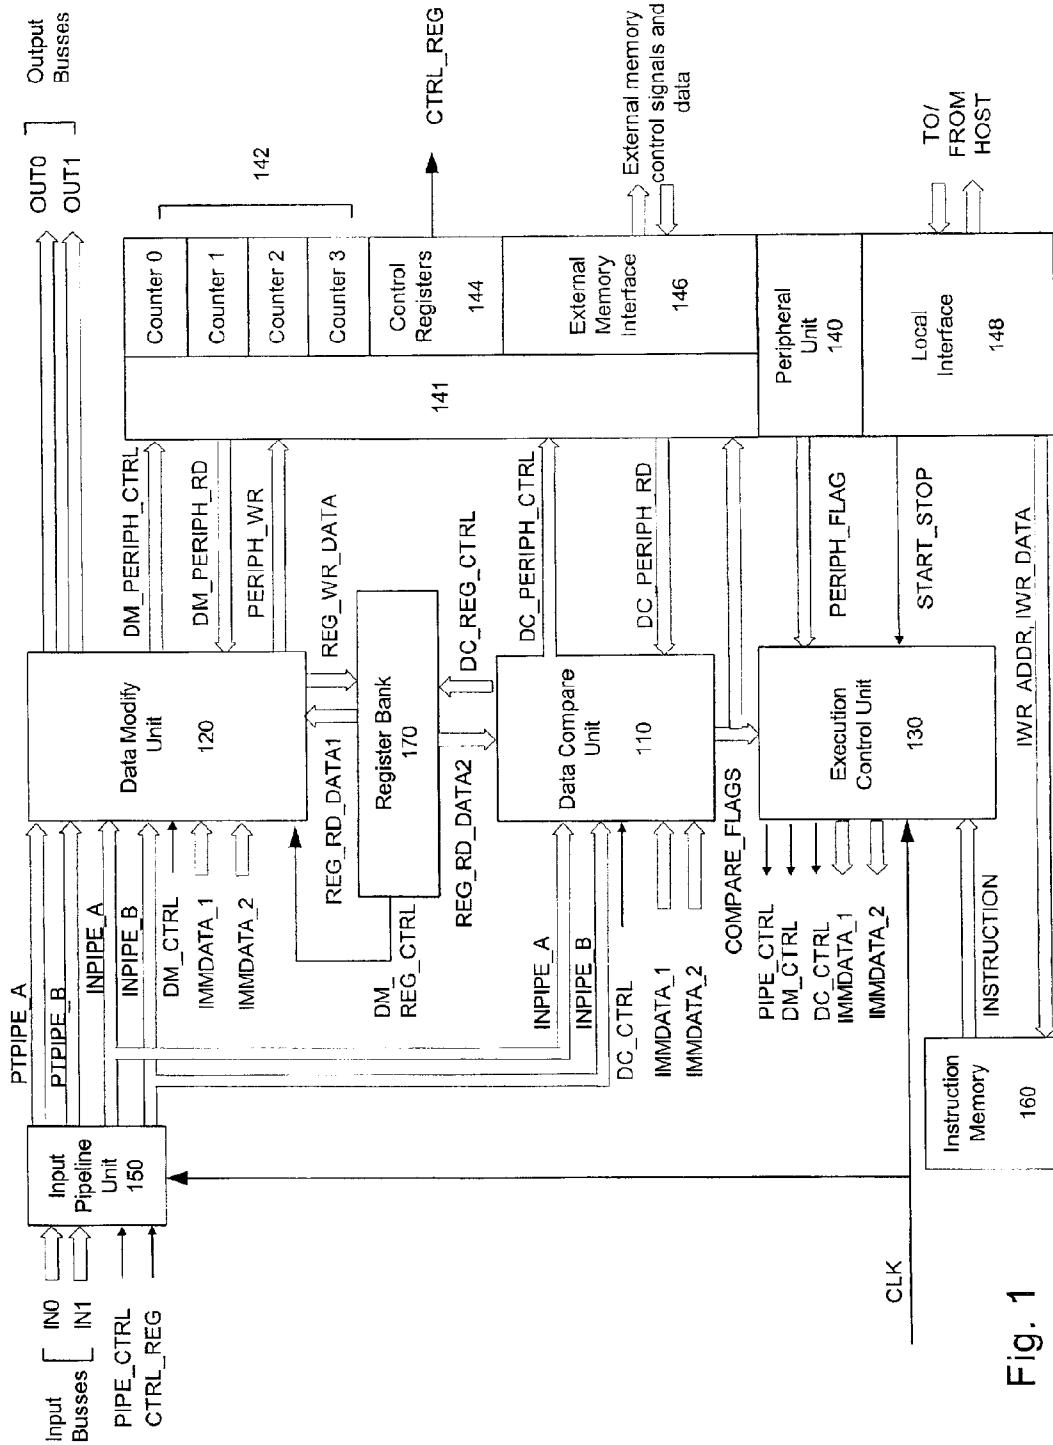 Input
Busses
IN0
IN1
PIPE_CTRL
CTRL_REG
Input
Pipeline
Unit
150
PTPIPE_A
PTPIPE_B
INPIPE_A
INPIPE_B
DM_CTRL
IMMDATA_1
IMMDATA_2
Data Modify
Unit
120
OUT0
OUT1
Output
Busses
DM_PERIPH_CTRL
DM_PERIPH_RD
PERIPH_WR
REG_WR_DATA
REG_RD_DATA1
Register Bank
170
DM_
REG_CTRL
REG_RD_DATA2
DC_REG_CTRL
INPIPE_A
INPIPE_B
DC_CTRL
IMMDATA_1
IMMDATA_2
Data Compare
Unit
110
DC_PERIPH_CTRL
DC_PERIPH_RD
COMPARE_FLAGS
PIPE_CTRL
DM_CTRL
DC_CTRL
IMMDATA_1
IMMDATA_2
Execution
Control Unit
130
PERIPH_FLAG
START_STOP
INSTRUCTION
IWR_ADDR, IWR_DATA
Instruction
Memory
160
CLK
141
Counter 0
Counter 1
Counter 2
Counter 3
142
Control
Registers
144
CTRL_REG
External
Memory
Interface
146
External memory
control signals and
data
Peripheral
Unit
140
Local
Interface
148
TO/
FROM
HOST
Fig. 1